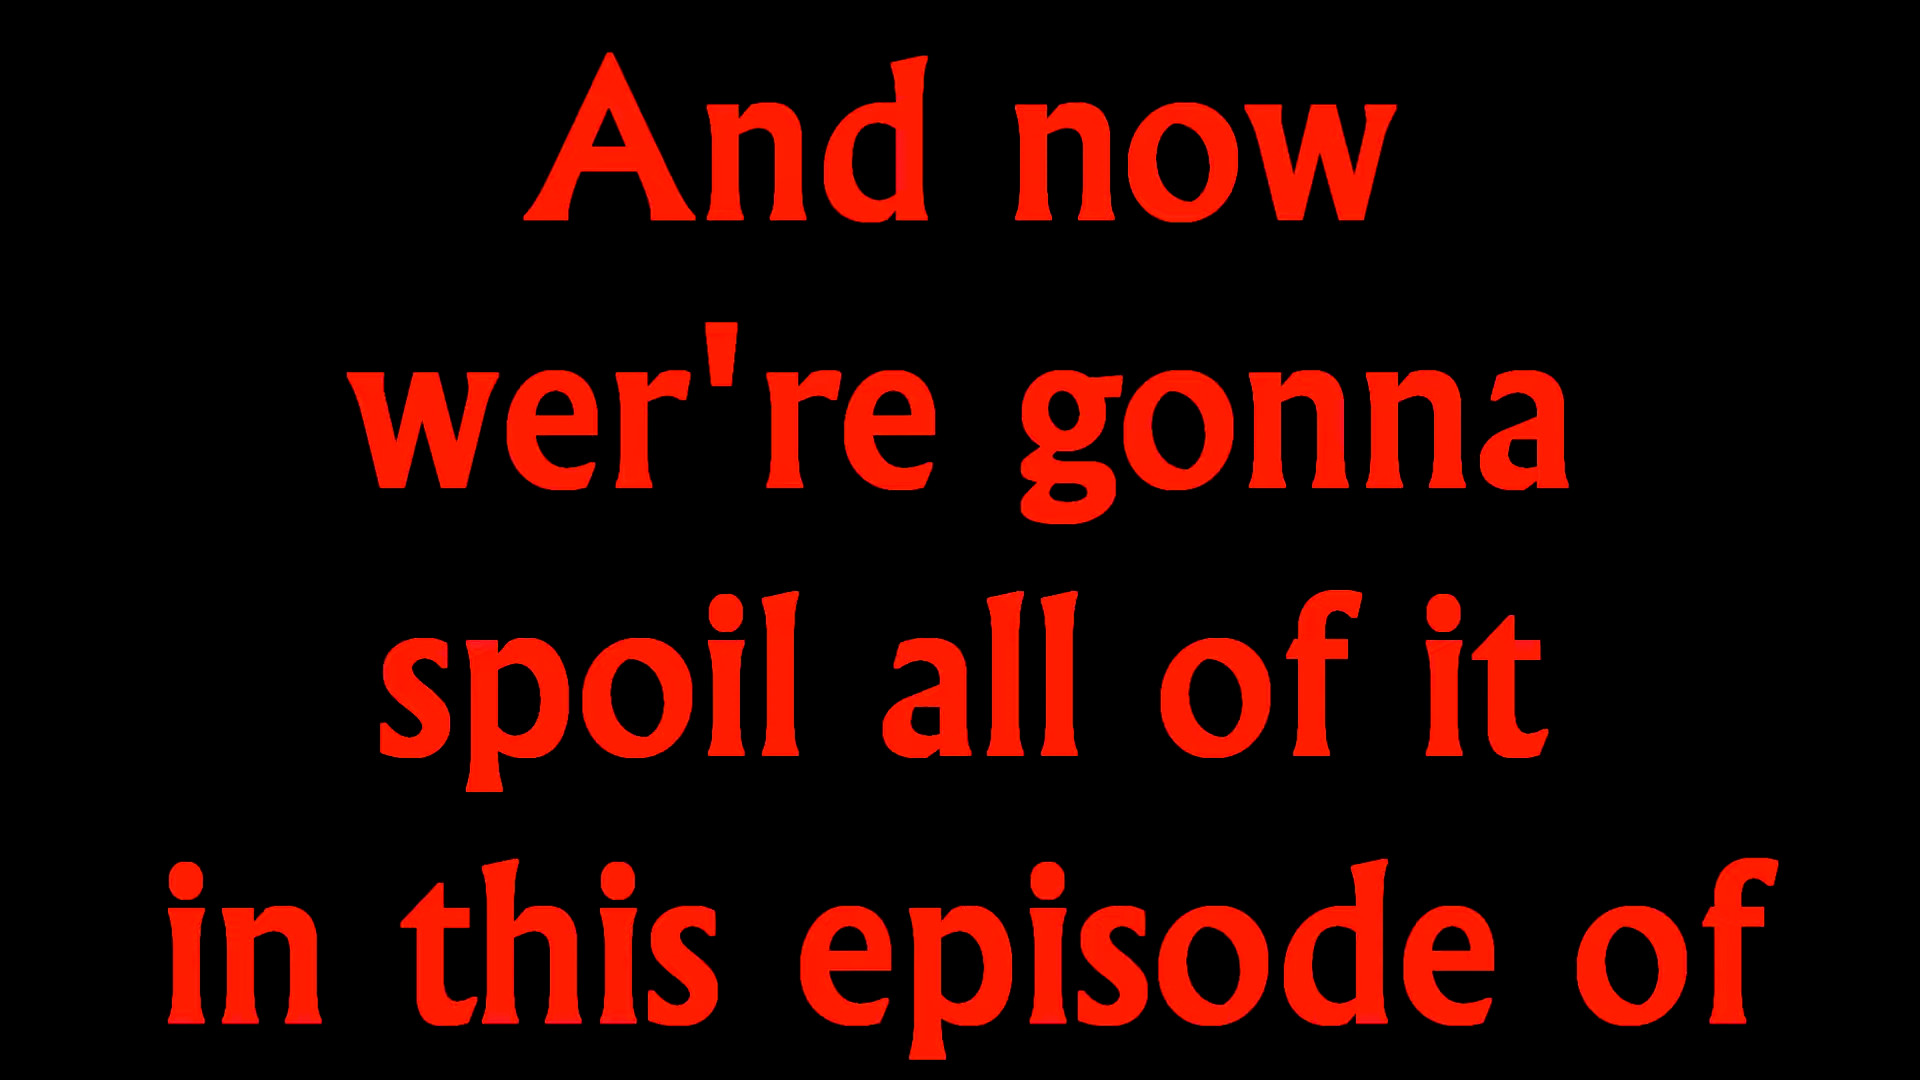 And now
wer're gonna
spoil all of it
in this episode of